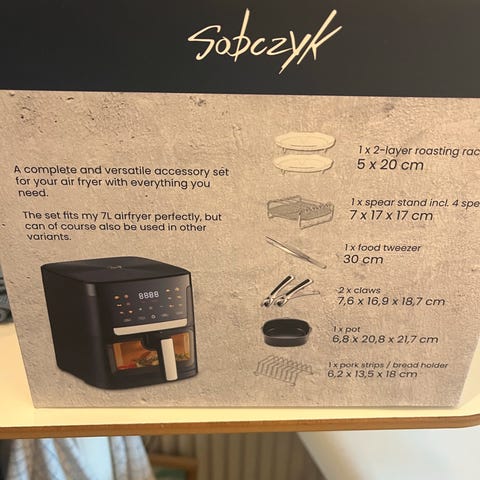 Sobczyk
A complete and versatile accessory set
for your air fryer with everything you
need.
The set fits my 7L airfryer perfectly, but
can of course also be used in other
variants.
8888
1 x 2-layer roasting rac
5 x 20 cm
1 x spear stand incl. 4 spe
7 x 17 x 17 cm
1 x food tweezer
30 cm
2 x claws
7,6 x 16,9 x 18,7 cm
1 x pot
6,8 x 20,8 x 21,7 cm
1 x pork strips / bread holder
6,2 x 13,5 x 18 cm